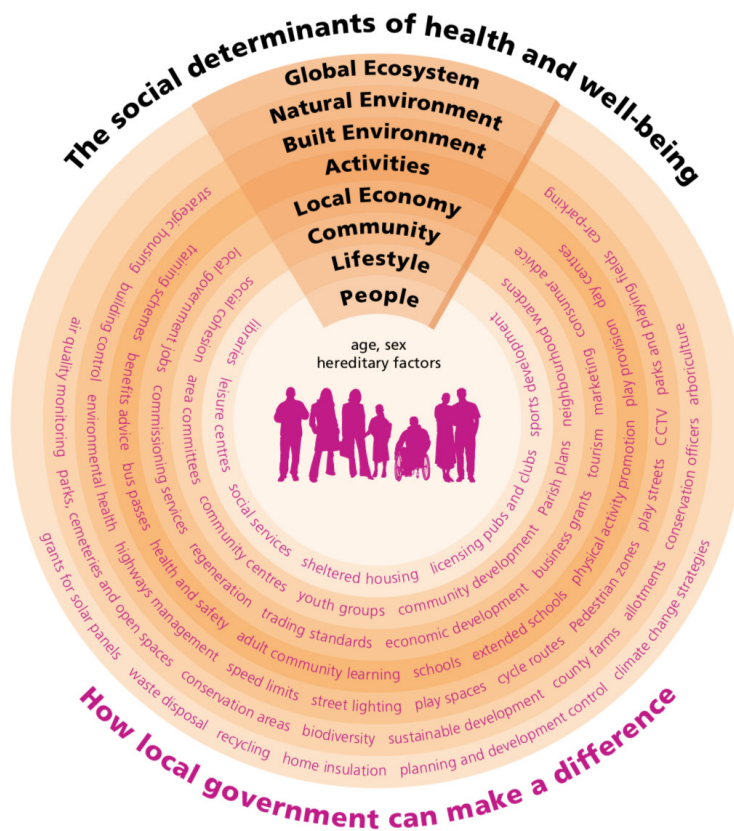 The social determinants of health and well-being
Global Ecosystem
Natural Environment
Built Environment
Activities
Local Economy
Community
Lifestyle
People
age, sex
hereditary factors
libraries leisure centres social services sheltered housing licensing pubs and clubs sports development
social cohesion area committees community centres youth groups community development Parish plans neighbourhood wardens
local government jobs commissioning services regeneration trading standards economic development business grants tourism marketing consumer advice
training schemes benefits advice bus passes health and safety adult community learning schools extended schools physical activity promotion play provision day centres
strategic housing building control environmental health highways management speed limits street lighting play spaces cycle routes Pedestrian zones play streets CCTV parks and playing fields car-parking
air quality monitoring parks, cemeteries and open spaces conservation areas biodiversity sustainable development county farms allotments conservation officers arboriculture
grants for solar panels waste disposal recycling home insulation planning and development control climate change strategies
How local government can make a difference